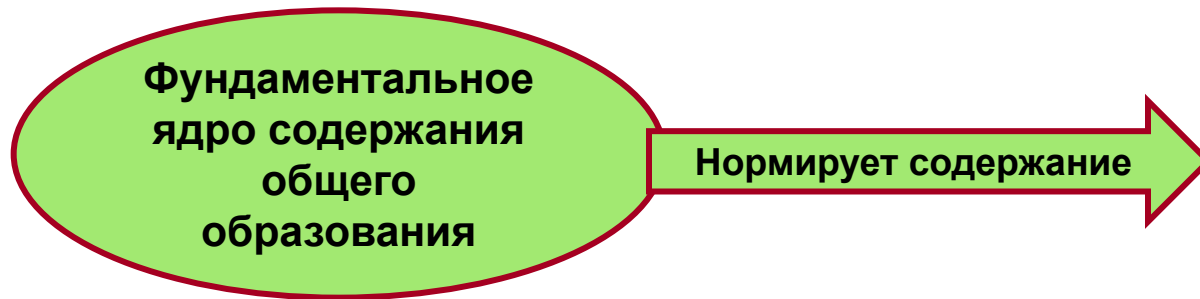 Фундаментальное
ядро содержания
общего
образования
Нормирует содержание